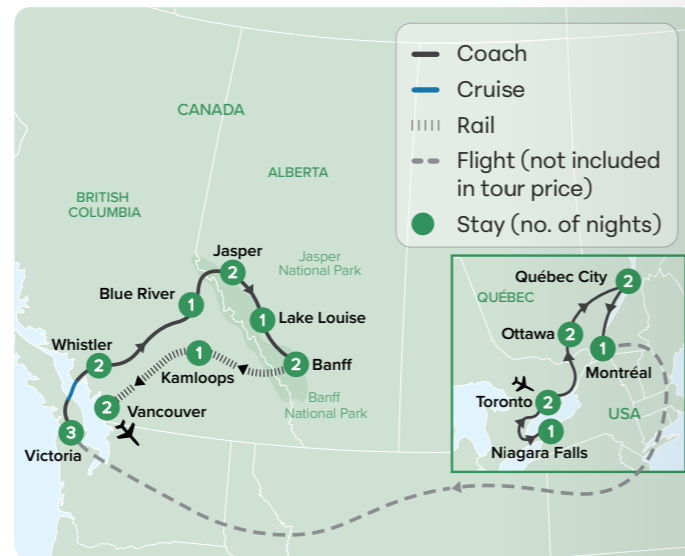 Coach
Cruise
Rail
Flight (not included
in tour price)
Stay (no. of nights)
CANADA
ALBERTA
BRITISH
COLUMBIA
Jasper
2
Jasper
National Park
Blue River
1
1
Lake Louise
Whistler
2
1
Kamloops
2
Banff
Banff
National Park
2
Vancouver
3
Victoria
Québec City
2
QUÉBEC
Ottawa
2
1
Montréal
Toronto
2
USA
1
Niagara Falls